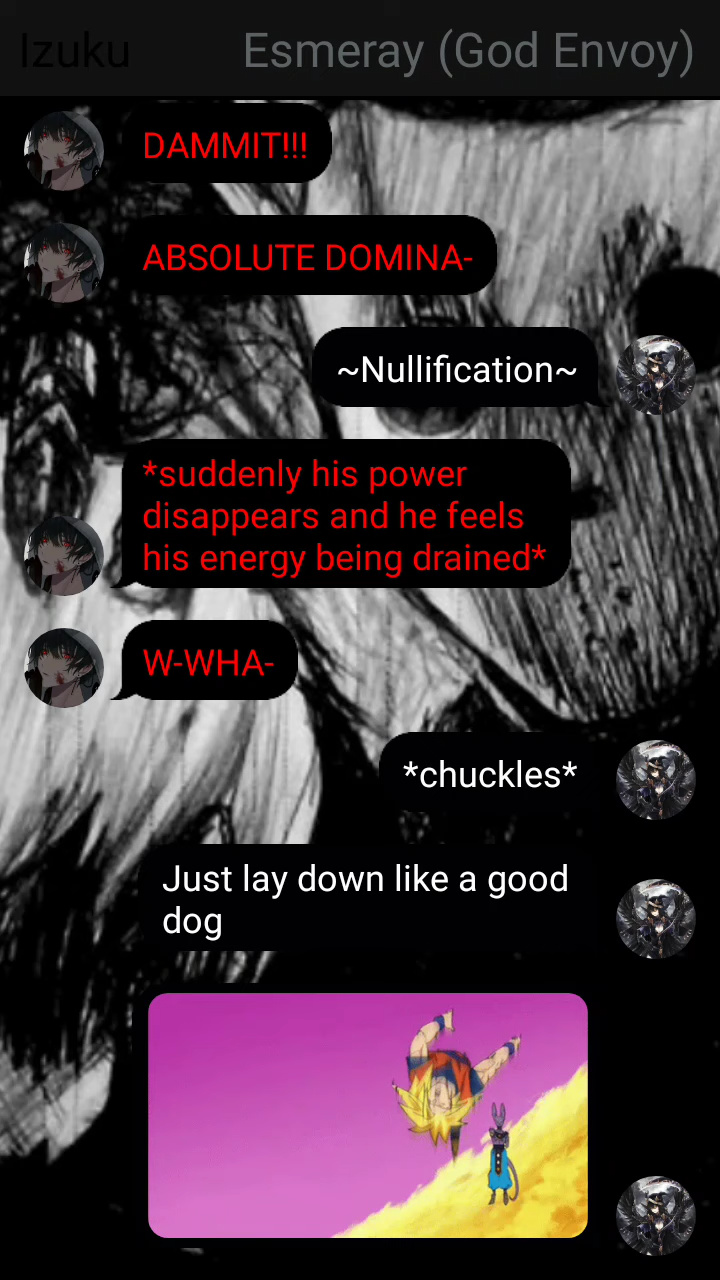 Izuku
Esmeray (God Envoy)
DAMMIT!!!
ABSOLUTE DOMINA-
~Nullification~
*suddenly his power
disappears and he feels
his energy being drained*
W-WHA-
*chuckles*
Just lay down like a good
dog